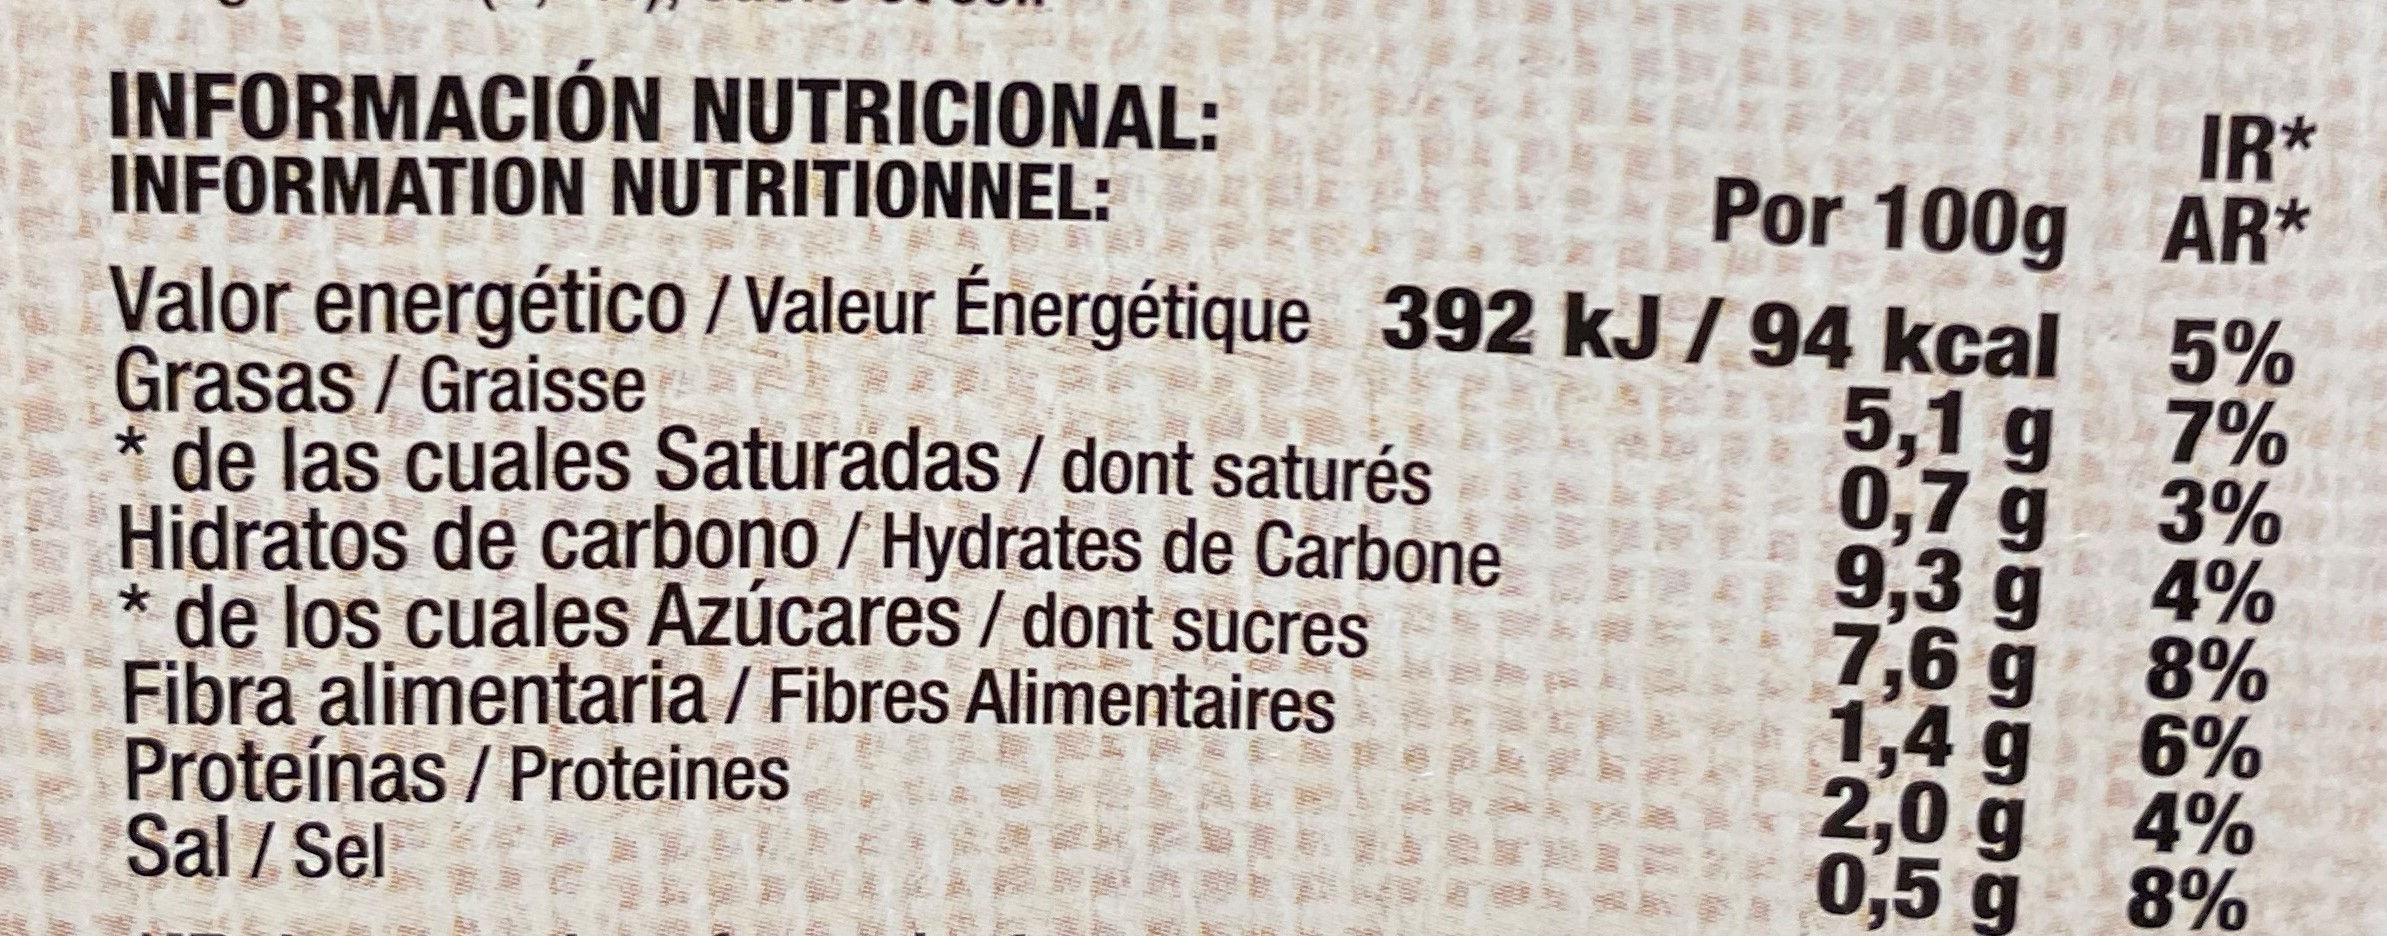 INFORMACIÓN NUTRICIONAL:
INFORMATION NUTRITIONNEL:
Por 100g IR*
AR*
Valor energético / Valeur Énergétique 392 kJ / 94 kcal 5%
Grasas / Graisse 5,1 g 7%
* de las cuales Saturadas / dont saturés 0,7 g 3%
Hidratos de carbono / Hydrates de Carbone 9,3 g 4%
* de los cuales Azúcares / dont sucres 7,6 g 8%
Fibra alimentaria / Fibres Alimentaires 1,4 g 6%
Proteínas / Proteines 2,0 g 4%
Sal / Sel 0,5 g 8%